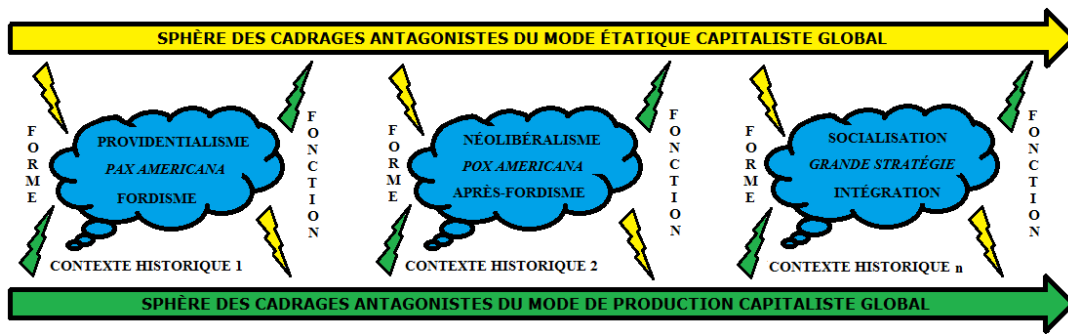 SPHÈRE DES CADRAGES ANTAGONISTES DU MODE ÉTATIQUE CAPITALISTE GLOBAL
FORME
PROVIDENTIALISME
PAX AMERICANA
FORDISME
FONCTION
CONTEXTE HISTORIQUE 1
FORME
NÉOLIBÉRALISME
POX AMERICANA
APRÈS-FORDISME
FONCTION
CONTEXTE HISTORIQUE 2
FORME
SOCIALISATION
GRANDE STRATÉGIE
INTÉGRATION
FONCTION
CONTEXTE HISTORIQUE n
SPHÈRE DES CADRAGES ANTAGONISTES DU MODE DE PRODUCTION CAPITALISTE GLOBAL